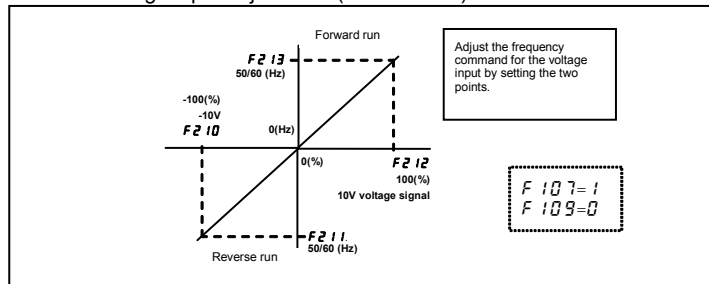 Forward run
F213
50/60 (Hz)
Adjust the frequency
command for the voltage
input by setting the two
points.
-100(%)
-10V
F210
0(Hz)
0(%)
F212
100(%)
10V voltage signal
F107=1
F109=0
F211.
50/60 (Hz)
Reverse run